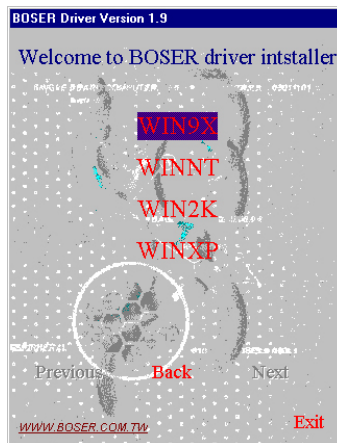 BOSER Driver Version 1.9
Welcome to BOSER driver intstaller
WIN9X
WINNT
WIN2K
WINXP
Previous Back Next
WWW.BOSER.COM.TW Exit